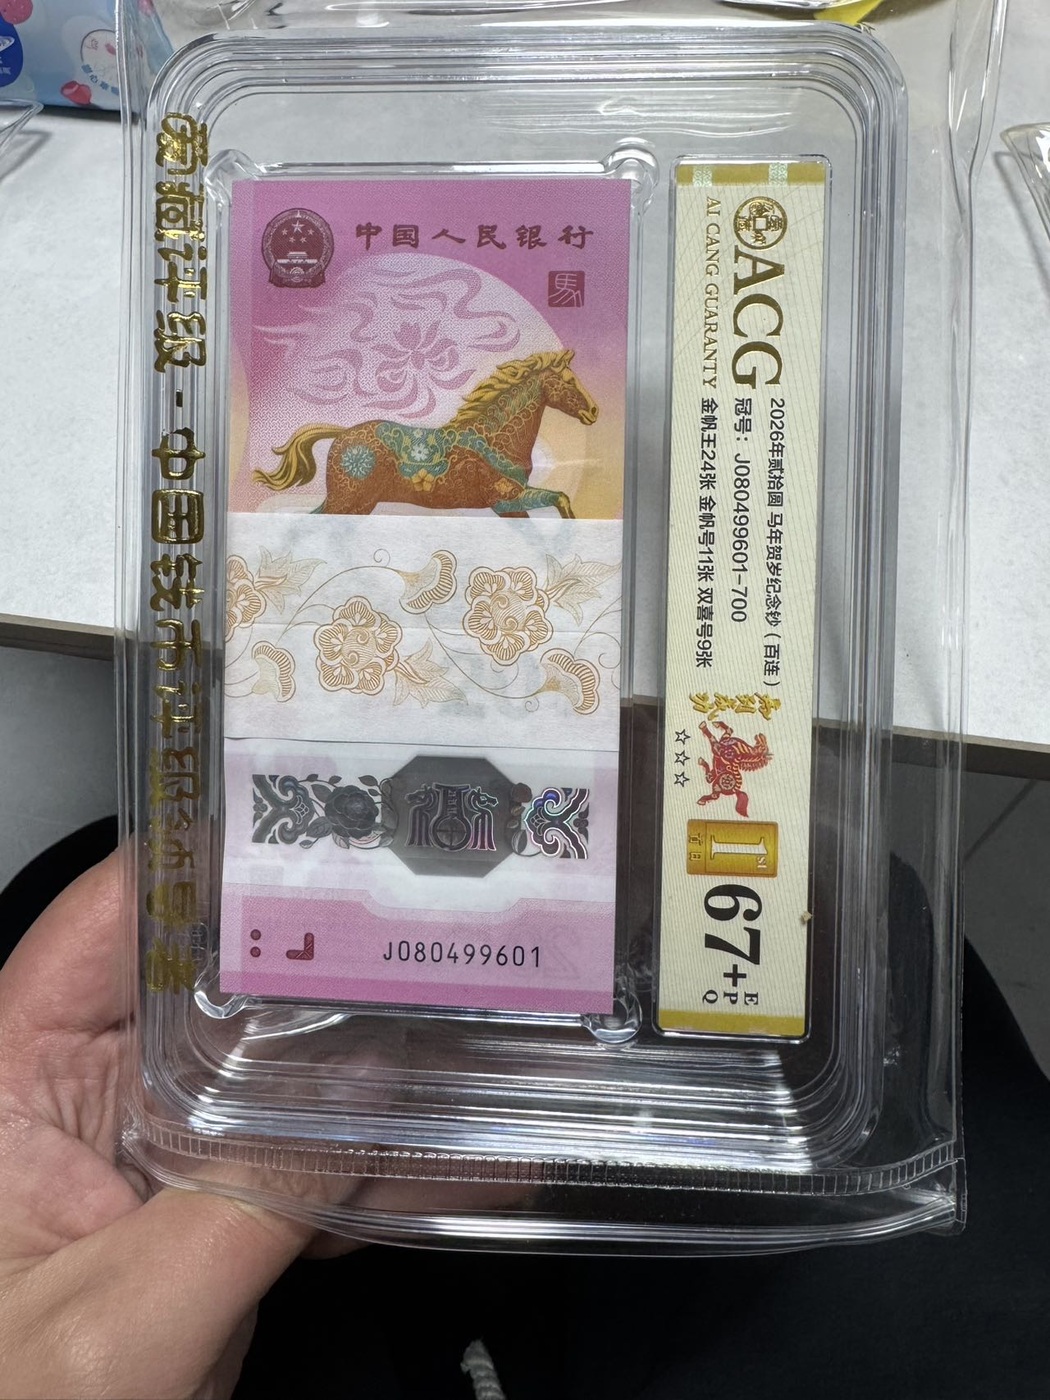 爱藏评级-中国钱币评级领导者
中国人民银行
馬
J080499601
ACG
AI CANG GUARANTY
2026年贰拾圆 马年贺岁纪念钞（百连）
冠号：J080499601-700
金帆王24张 金帆号11张 双喜号9张
☆☆☆
1ST
67+
EPQ